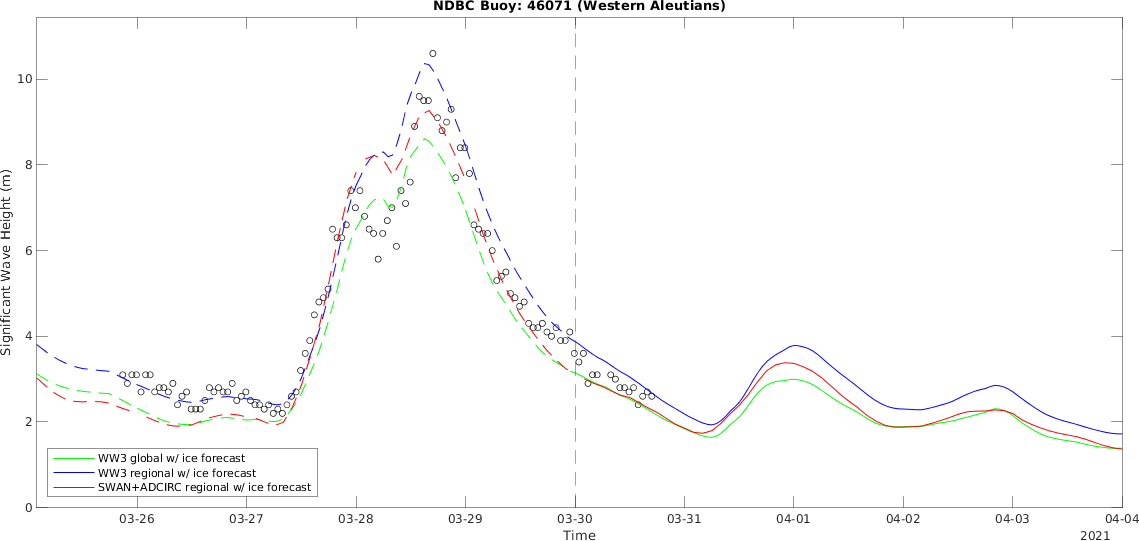 NDBC Buoy: 46071 (Western Aleutians)
Significant Wave Height (m)
10
8
6
4
2
0
WW3 global w/ ice forecast
WW3 regional w/ ice forecast
SWAN+ADCIRC regional w/ ice forecast
03-26 03-27 03-28 03-29 03-30 03-31 04-01 04-02 04-03 04-04
Time
2021